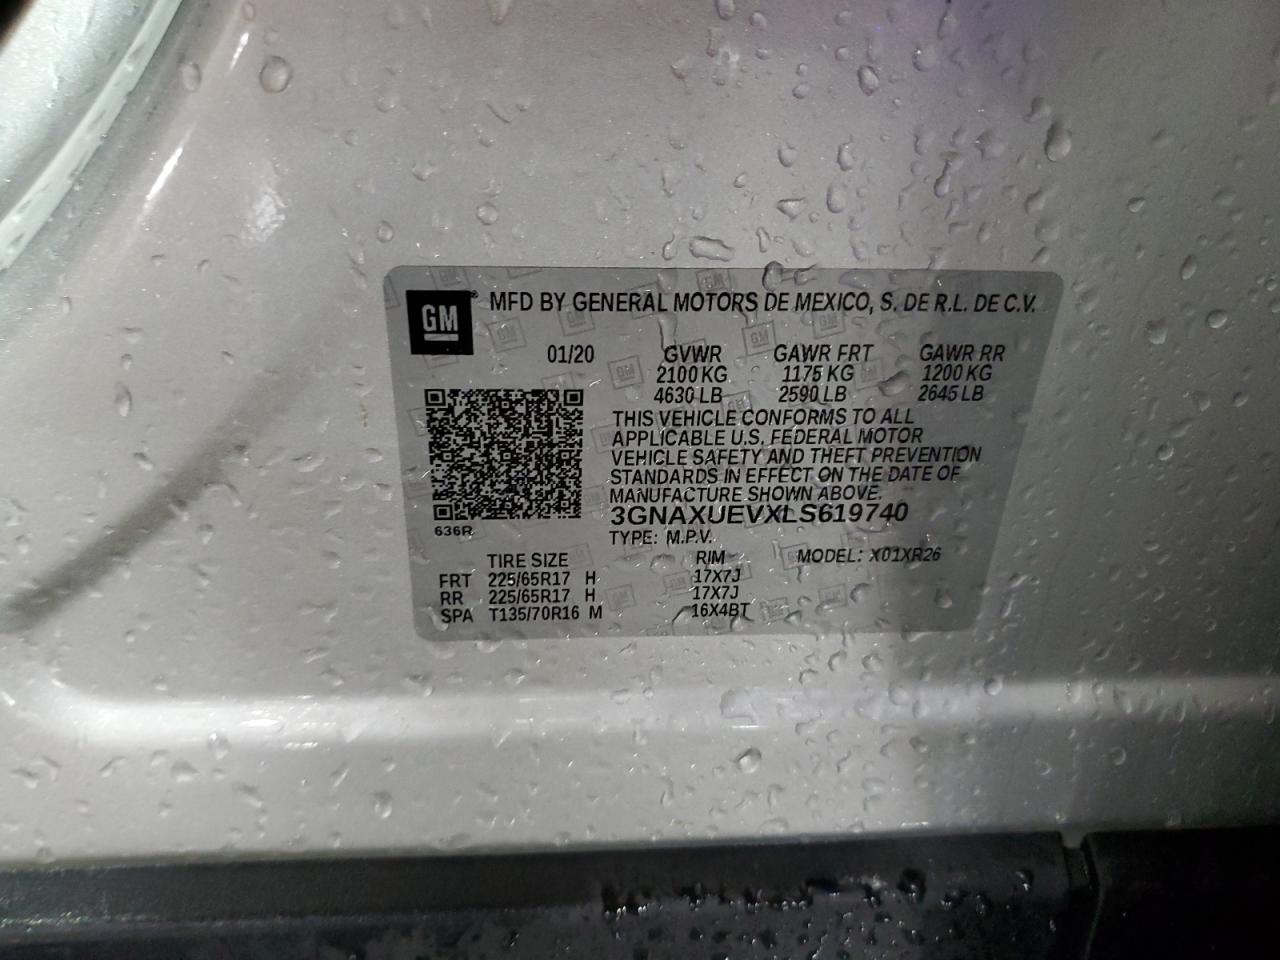 GM ® MFD BY GENERAL MOTORS DE MEXICO, S. DE R.L. DE C.V.
01/20 GVWR GAWR FRT GAWR RR
2100 KG 1175 KG 1200 KG
4630 LB 2590 LB 2645 LB
THIS VEHICLE CONFORMS TO ALL
APPLICABLE U.S. FEDERAL MOTOR
VEHICLE SAFETY AND THEFT PREVENTION
STANDARDS IN EFFECT ON THE DATE OF
MANUFACTURE SHOWN ABOVE.
3GNAXUEVXLS619740
636R
TYPE: M.P.V.
TIRE SIZE RIM MODEL: X01XR26
FRT 225/65R17 H 17X7J
RR 225/65R17 H 17X7J
SPA T135/70R16 M 16X4BT